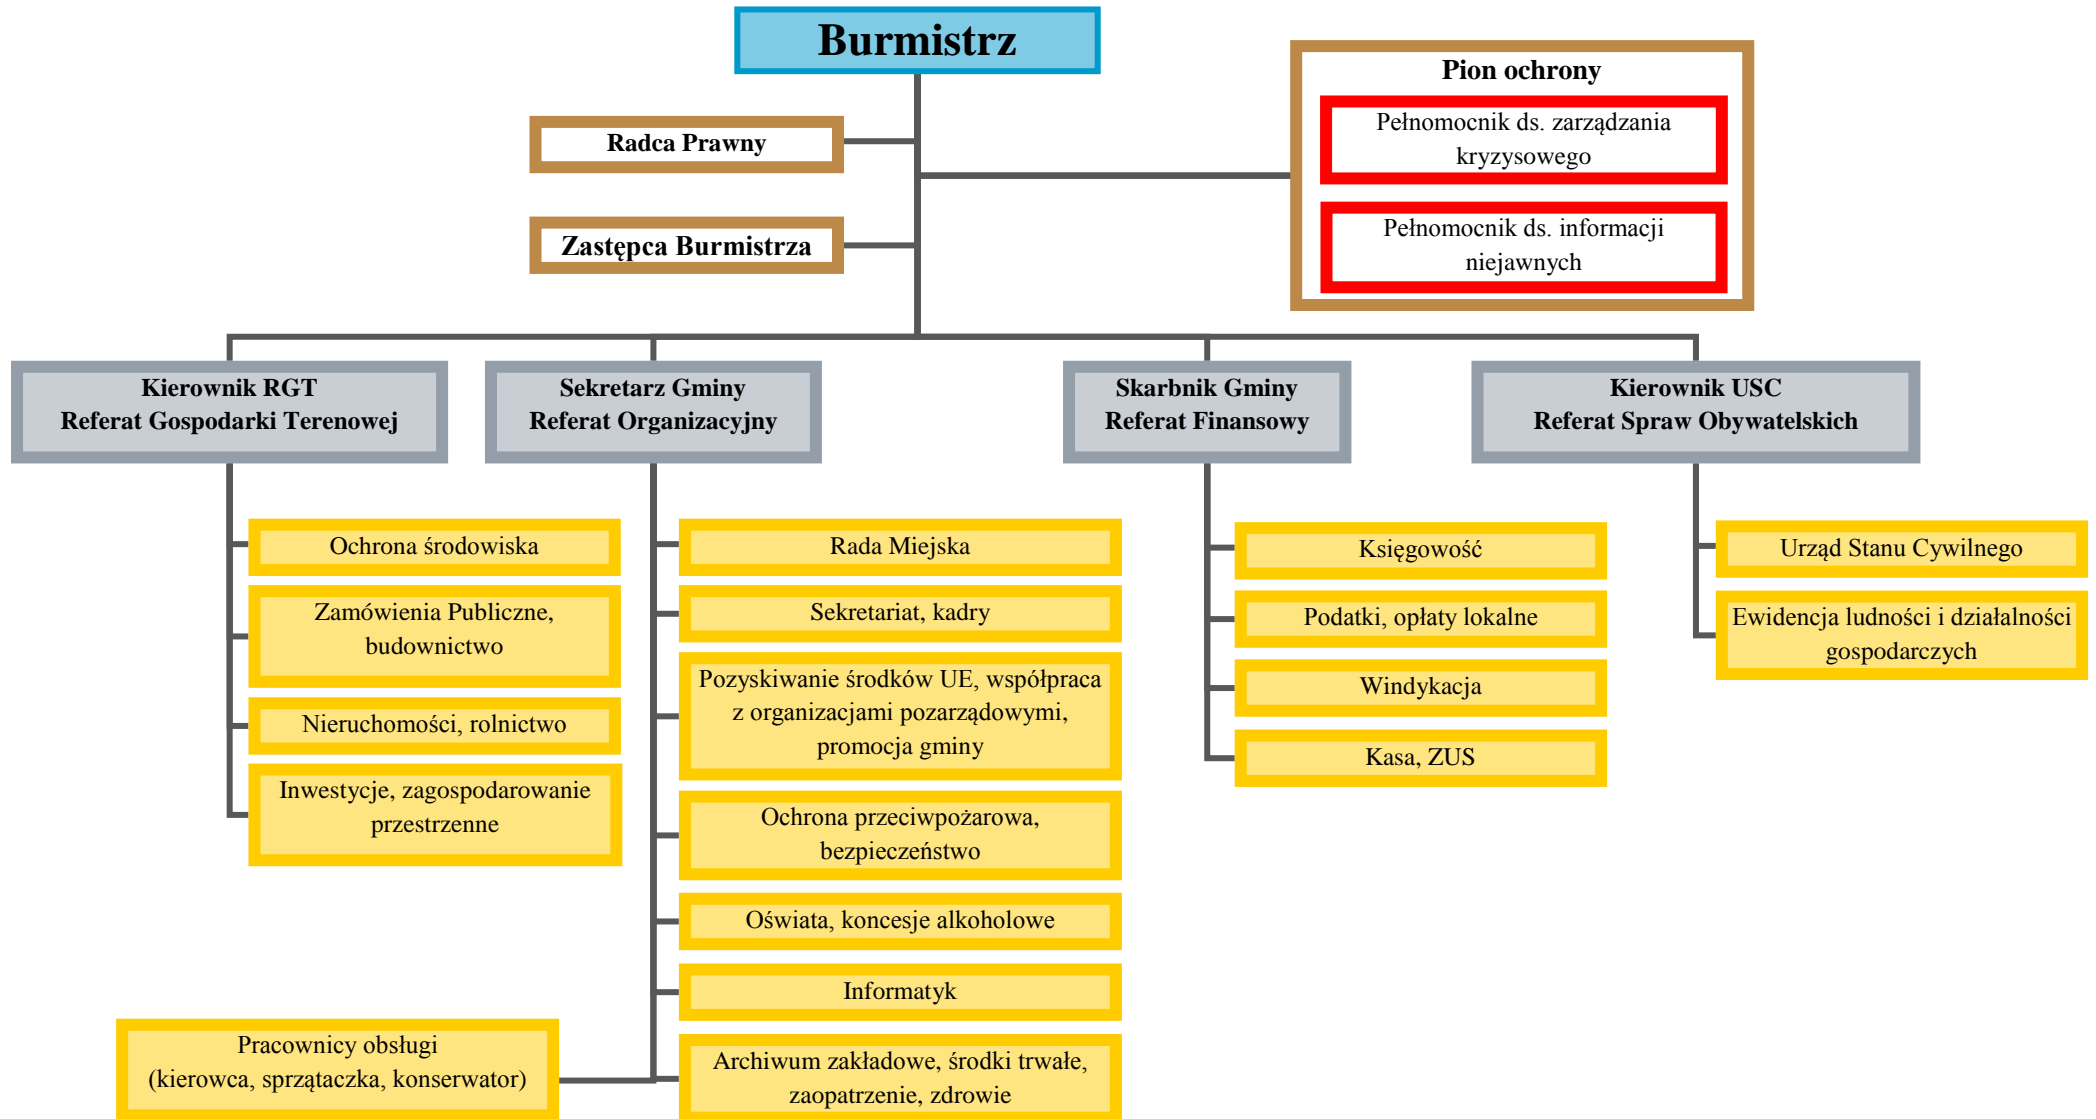 Burmistrz
Pion ochrony
Pełnomocnik ds. zarządzania
kryzysowego
Pełnomocnik ds. informacji
niejawnych
Radca Prawny
Zastępca Burmistrza
Kierownik RGT
Referat Gospodarki Terenowej
Sekretarz Gminy
Referat Organizacyjny
Skarbnik Gminy
Referat Finansowy
Kierownik USC
Referat Spraw Obywatelskich
Ochrona środowiska
Zamówienia Publiczne,
budownictwo
Nieruchomości, rolnictwo
Inwestycje, zagospodarowanie
przestrzenne
Rada Miejska
Sekretariat, kadry
Pozyskiwanie środków UE, współpraca
z organizacjami pozarządowymi,
promocja gminy
Ochrona przeciwpożarowa,
bezpieczeństwo
Oświata, koncesje alkoholowe
Informatyk
Archiwum zakładowe, środki trwałe,
zaopatrzenie, zdrowie
Pracownicy obsługi
(kierowca, sprzątaczka, konserwator)
Księgowość
Podatki, opłaty lokalne
Windykacja
Kasa, ZUS
Urząd Stanu Cywilnego
Ewidencja ludności i działalności
gospodarczych